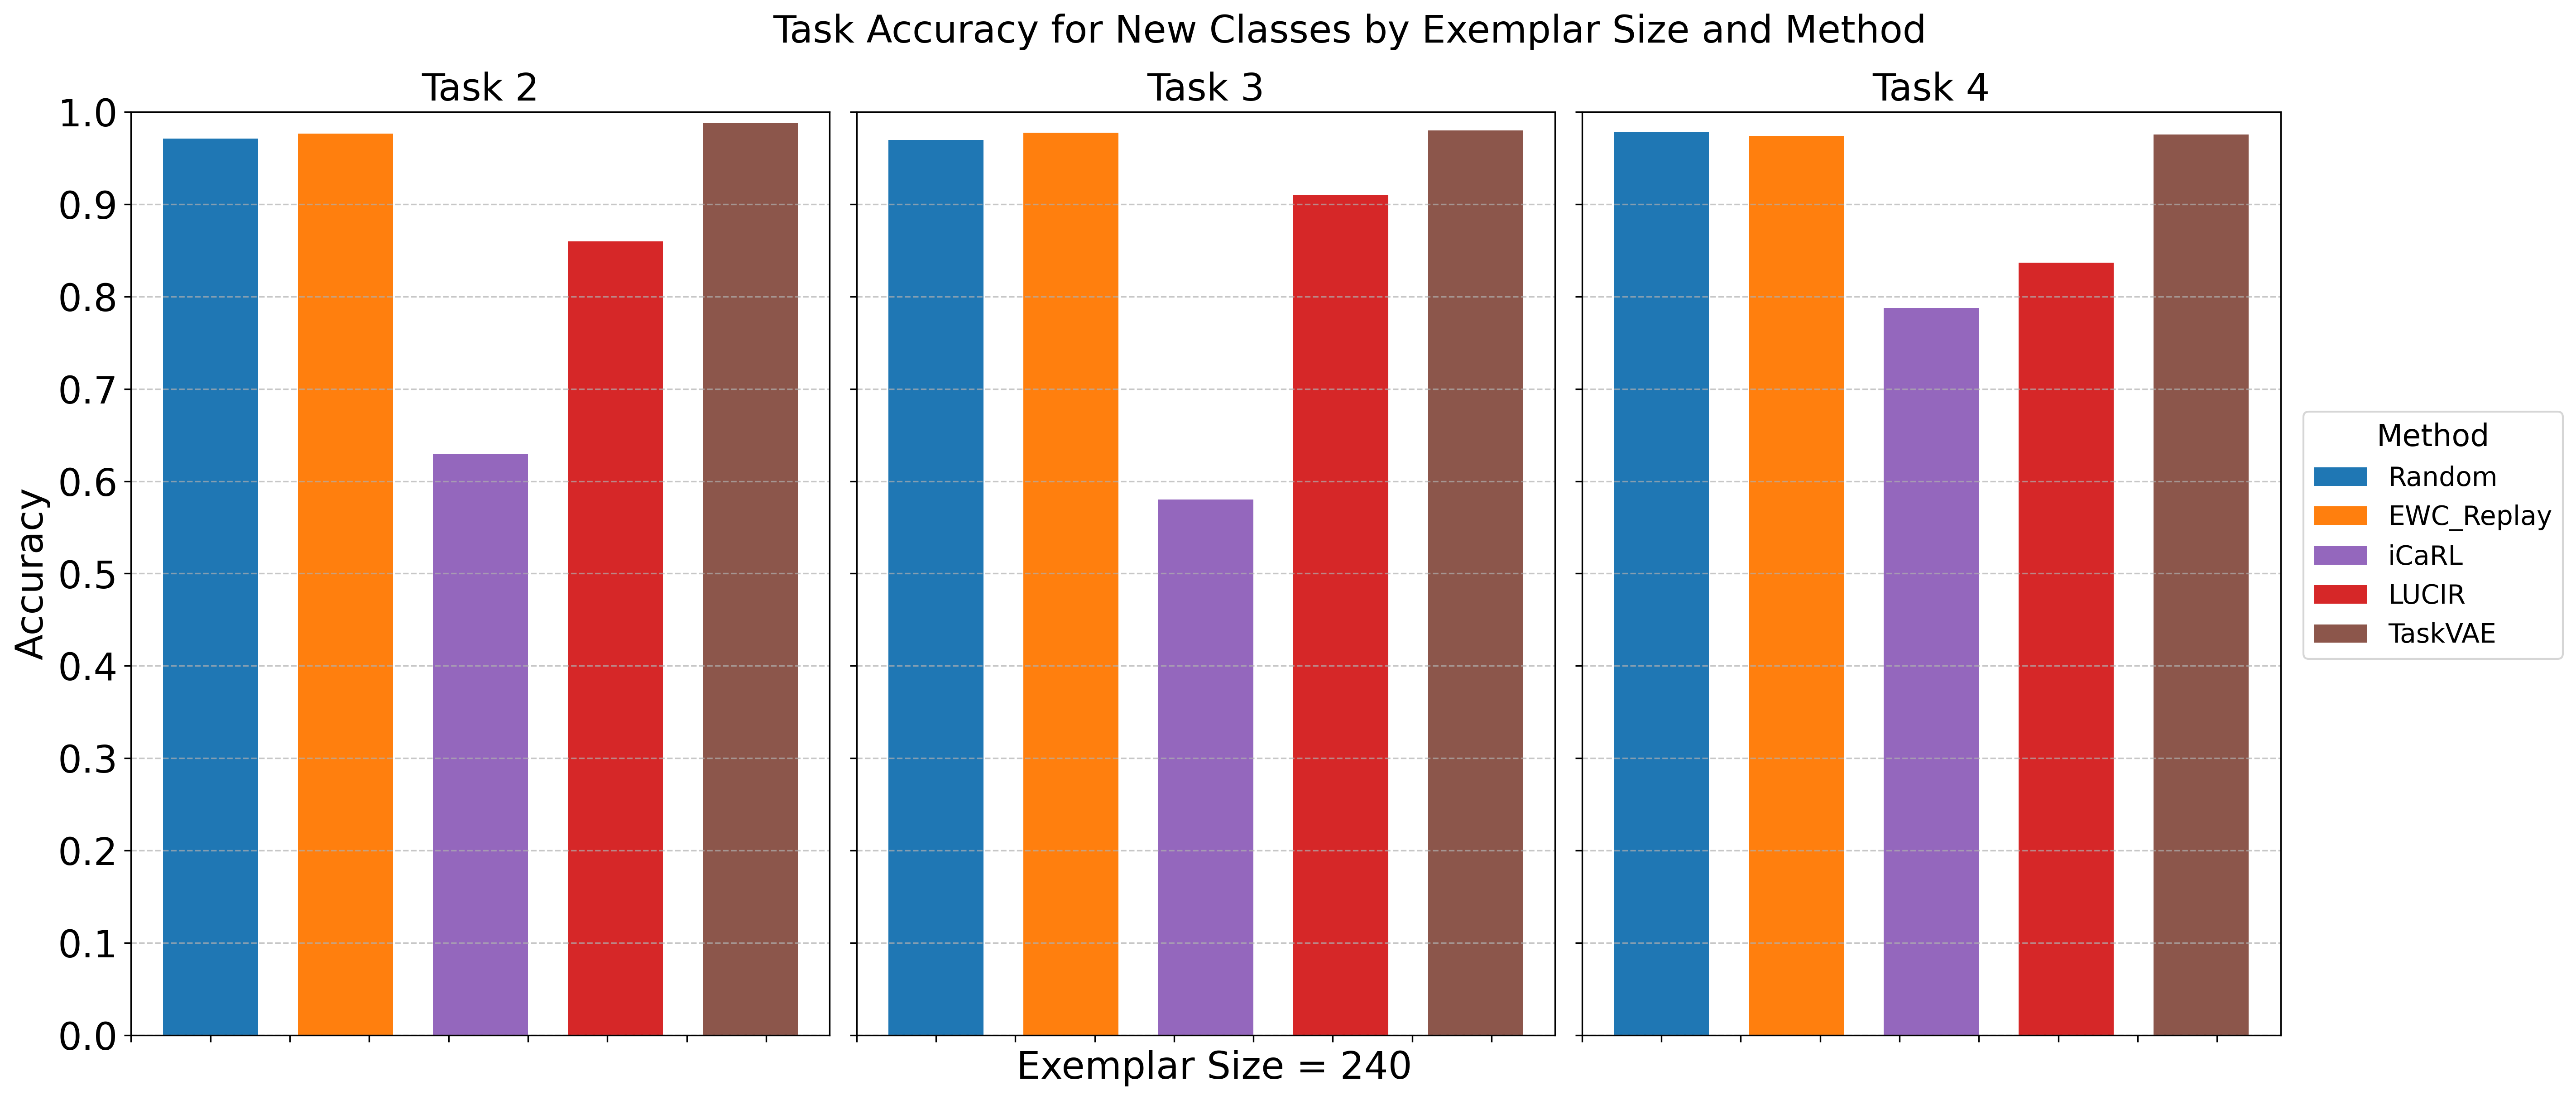 Task Accuracy for New Classes by Exemplar Size and Method
Task 2
Task 3
Task 4
1.0
0.9
0.8
0.7
0.6
0.5
0.4
0.3
0.2
0.1
0.0
Accuracy
Exemplar Size = 240
Method
Random
EWC_Replay
iCaRL
LUCIR
TaskVAE